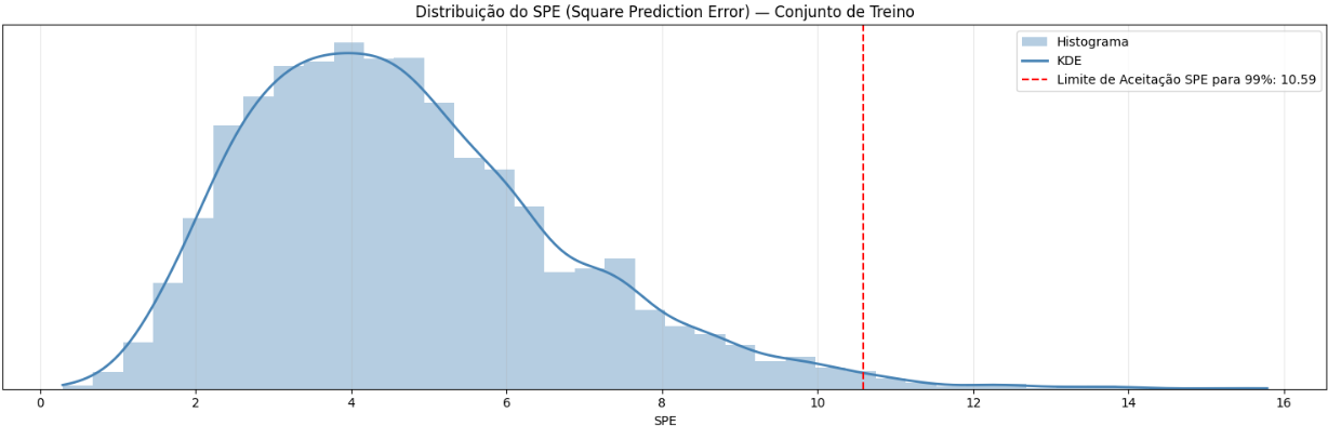 Distribuição do SPE (Square Prediction Error) — Conjunto de Treino
Histograma
KDE
Limite de Aceitação SPE para 99%: 10.59
0 2 4 6 8 10 12 14 16
SPE